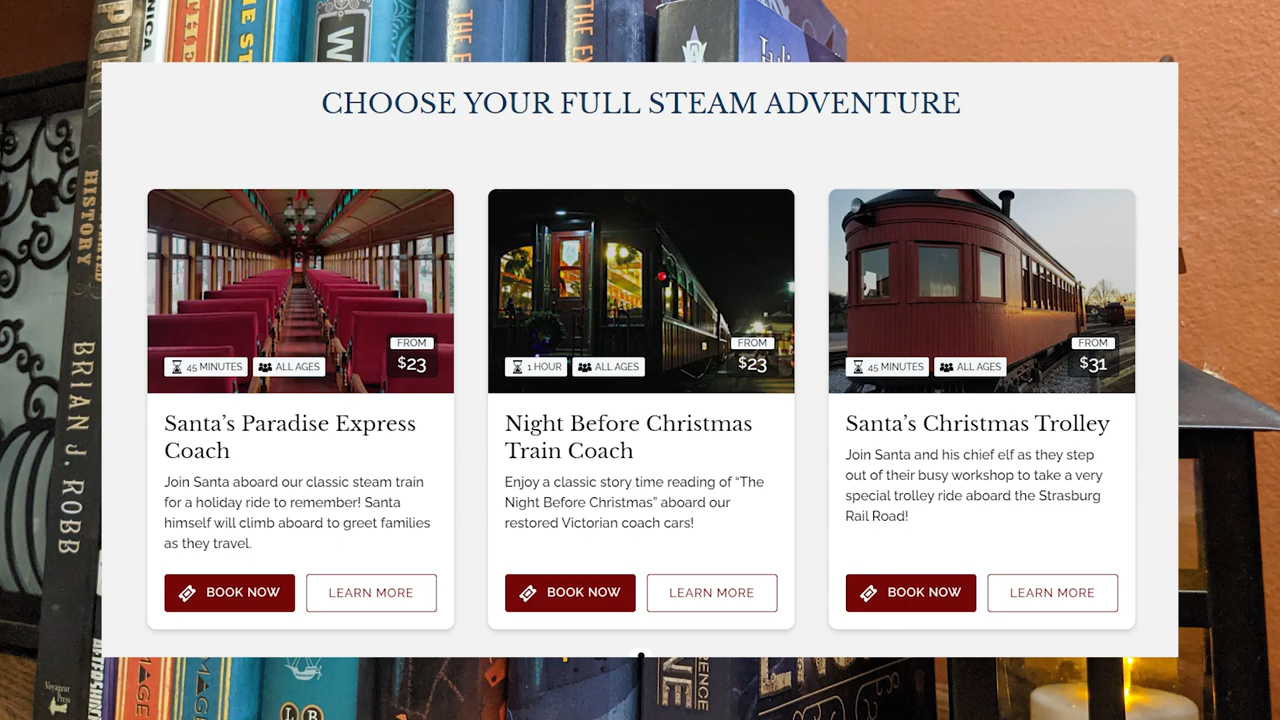 CHOOSE YOUR FULL STEAM ADVENTURE
45 MINUTES
ALL AGES
FROM
$23
Santa’s Paradise Express
Coach
Join Santa aboard our classic steam train
for a holiday ride to remember! Santa
himself will climb aboard to greet families
as they travel.
BOOK NOW
LEARN MORE
1 HOUR
ALL AGES
FROM
$23
Night Before Christmas
Train Coach
Enjoy a classic story time reading of “The
Night Before Christmas” aboard our
restored Victorian coach cars!
BOOK NOW
LEARN MORE
45 MINUTES
ALL AGES
FROM
$31
Santa’s Christmas Trolley
Join Santa and his chief elf as they step
out of their busy workshop to take a very
special trolley ride aboard the Strasburg
Rail Road!
BOOK NOW
LEARN MORE
HISTORY
BRIAN J. ROBB
Voyageur
Press